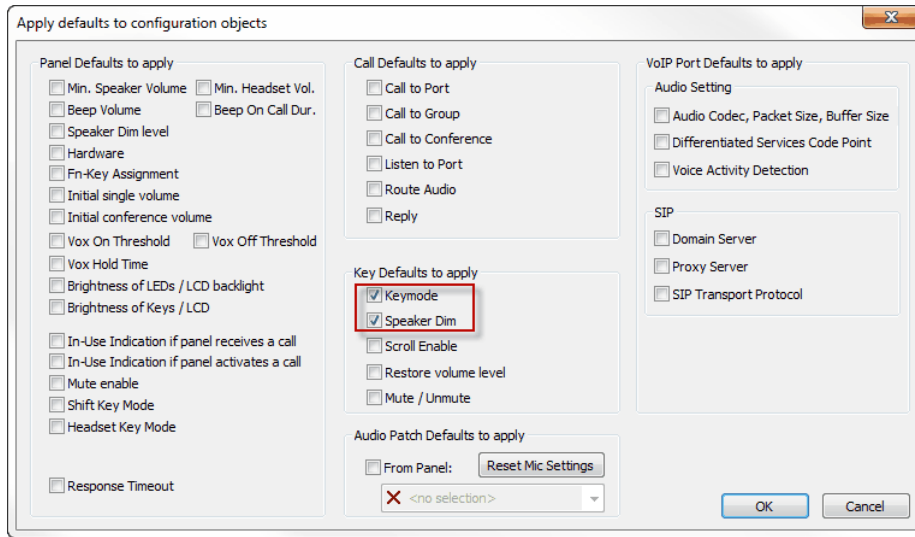 Apply defaults to configuration objects
Panel Defaults to apply
Min. Speaker Volume Min. Headset Vol.
Beep Volume Beep On Call Dur.
Speaker Dim level
Hardware
Fn-Key Assignment
Initial single volume
Initial conference volume
Vox On Threshold Vox Off Threshold
Vox Hold Time
Brightness of LEDs / LCD backlight
Brightness of Keys / LCD
In-Use Indication if panel receives a call
In-Use Indication if panel activates a call
Mute enable
Shift Key Mode
Headset Key Mode
Response Timeout
Call Defaults to apply
Call to Port
Call to Group
Call to Conference
Listen to Port
Route Audio
Reply
Key Defaults to apply
Keymode
Speaker Dim
Scroll Enable
Restore volume level
Mute / Unmute
Audio Patch Defaults to apply
From Panel: Reset Mic Settings
<no selection>
VoIP Port Defaults to apply
Audio Setting
Audio Codec, Packet Size, Buffer Size
Differentiated Services Code Point
Voice Activity Detection
SIP
Domain Server
Proxy Server
SIP Transport Protocol
OK Cancel